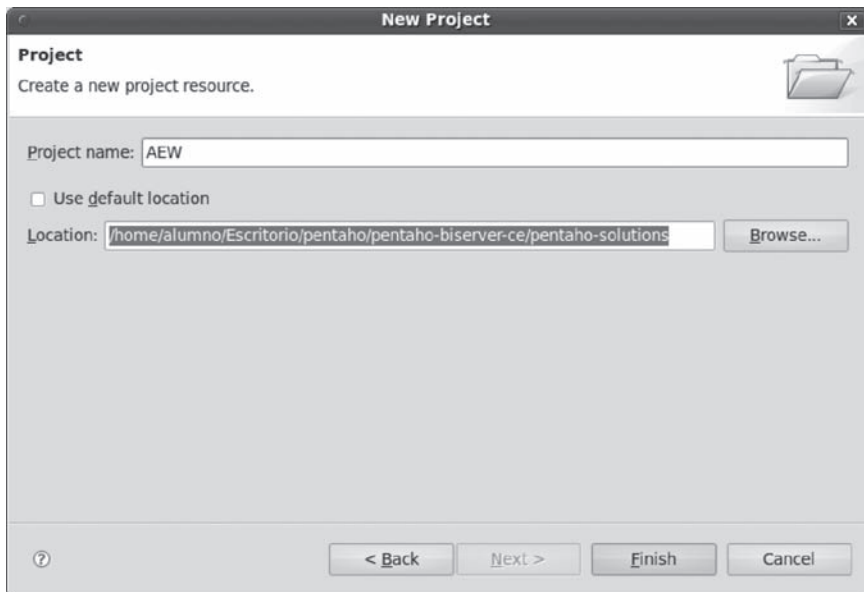 New Project
Project
Create a new project resource.
Project name: AEW
Use default location
Location: /home/alumno/Escritorio/pentaho/pentaho-biserver-ce/pentaho-solutions Browse...
? < Back Next > Finish Cancel